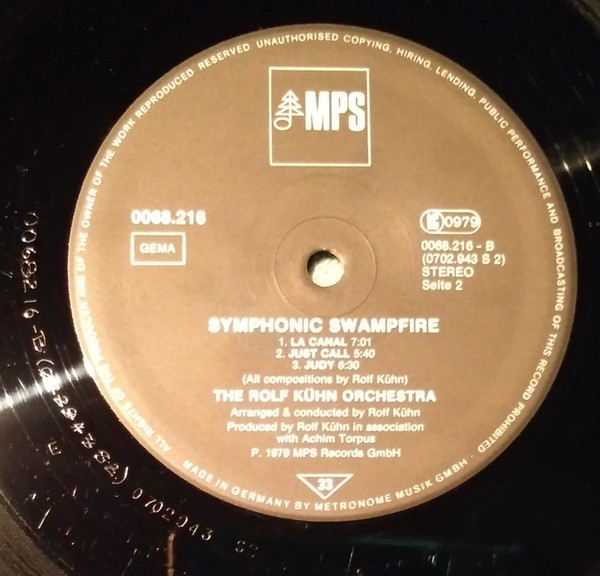 ALL RIGHTS OF THE PRODUCER AND OF THE OWNER OF THE WORK REPRODUCED RESERVED UNAUTHORISED COPYING, HIRING, LENDING, PUBLIC PERFORMANCE AND BROADCASTING OF THIS RECORD PROHIBITED
MPS
0068.216
GEMA
LC 0979
0068.216 - B
(0702.943 S 2)
STEREO
Seite 2
SYMPHONIC SWAMPFIRE
1. LA CANAL 7:01
2. JUST CALL 5:40
3. JUDY 6:30
(All compositions by Rolf Kühn)
THE ROLF KÜHN ORCHESTRA
Arranged & conducted by Rolf Kühn
Produced by Rolf Kühn in association
with Achim Torpus
P. 1979 MPS Records GmbH
33
- MADE IN GERMANY BY METRONOME MUSIK GMBH -
0702943 S2
E